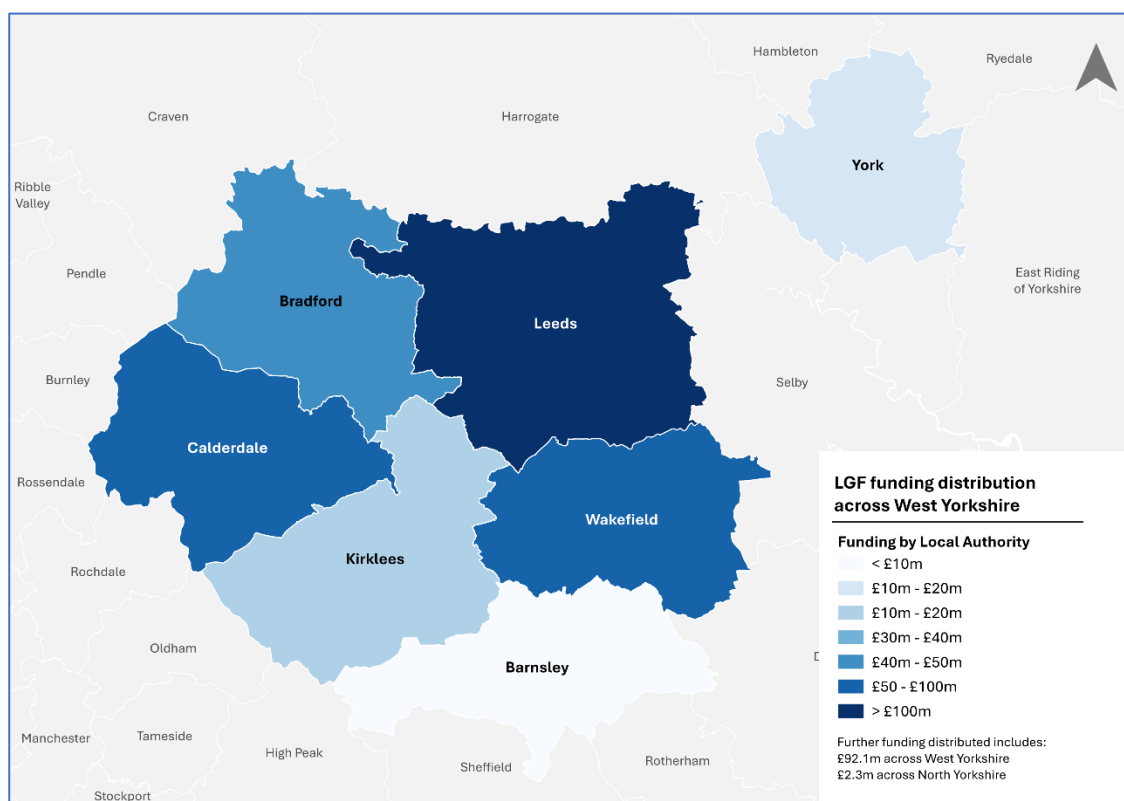 Hambleton
Ryedale
Craven
Harrogate
York
Ribble
Valley
Pendle
East Riding
of Yorkshire
Bradford
Leeds
Burnley
Selby
Calderdale
Rossendale
Wakefield
Kirklees
Rochdale
Oldham
Barnsley
D
Manchester
Tameside
High Peak
Sheffield
Rotherham
Stockport
LGF funding distribution
across West Yorkshire
Funding by Local Authority
< £10m
£10m - £20m
£10m - £20m
£30m - £40m
£40m - £50m
£50 - £100m
> £100m
Further funding distributed includes:
£92.1m across West Yorkshire
£2.3m across North Yorkshire